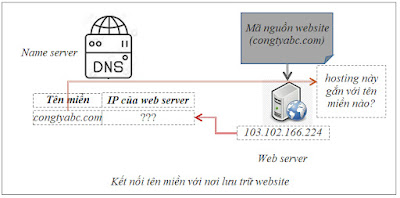 Name server
DNS
Mã nguồn website
(congtyabc.com)
hosting này
gắn với tên
miền nào?
Tên miền
IP của web server
congtyabc.com
???
103.102.166.224
Web server
Kết nối tên miền với nơi lưu trữ website